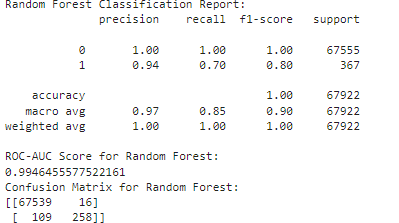 Random Forest Classification Report:
precision recall f1-score support
0 1.00 1.00 1.00 67555
1 0.94 0.70 0.80 367
accuracy 1.00 67922
macro avg 0.97 0.85 0.90 67922
weighted avg 1.00 1.00 1.00 67922
ROC-AUC Score for Random Forest:
0.9946455577522161
Confusion Matrix for Random Forest:
[[67539 16]
[ 109 258]]